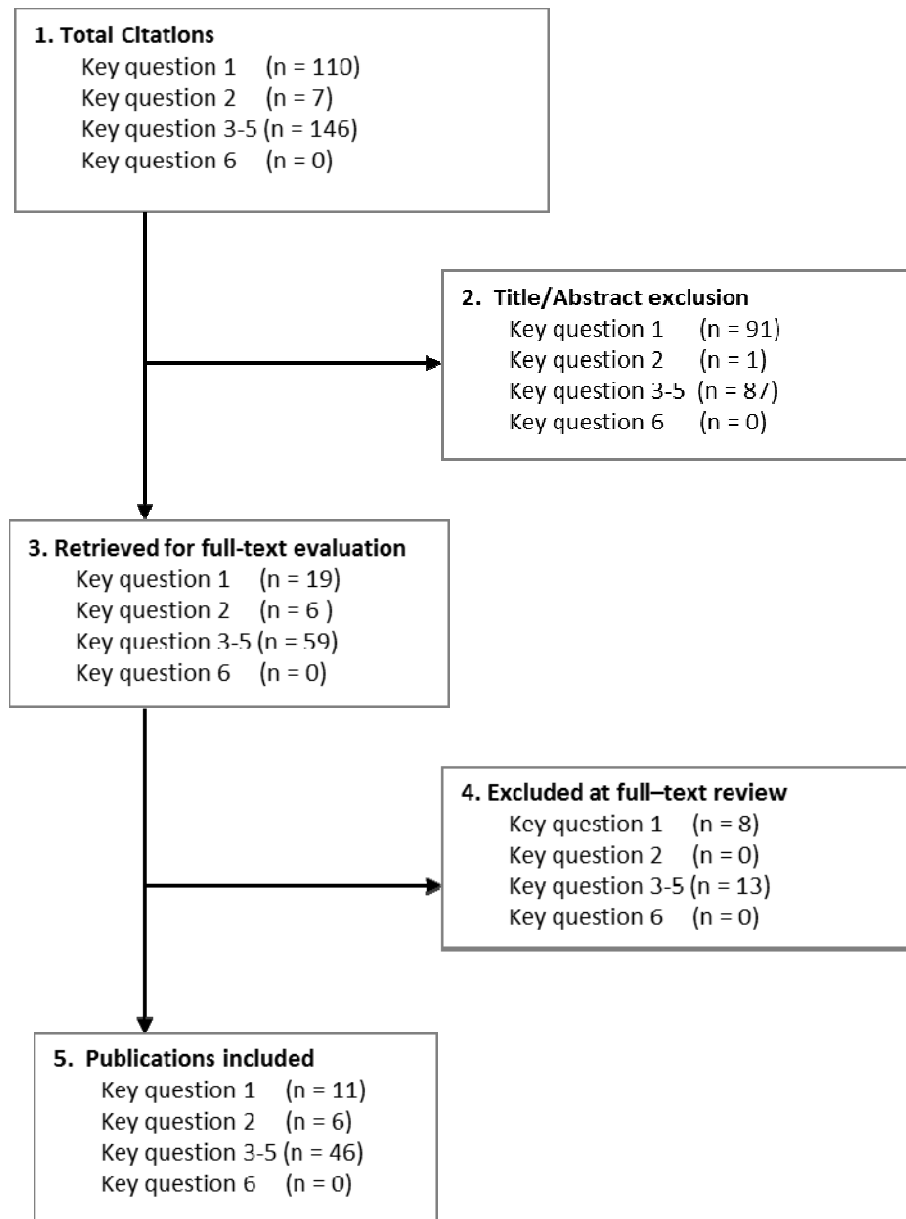 1. Total Citations
Key question 1 (n = 110)
Key question 2 (n = 7)
Key question 3-5 (n = 146)
Key question 6 (n = 0)
2. Title/Abstract exclusion
Key question 1 (n = 91)
Key question 2 (n = 1)
Key question 3-5 (n = 87)
Key question 6 (n = 0)
3. Retrieved for full-text evaluation
Key question 1 (n = 19)
Key question 2 (n = 6 )
Key question 3-5 (n = 59)
Key question 6 (n = 0)
4. Excluded at full–text review
Key question 1 (n = 8)
Key question 2 (n = 0)
Key question 3-5 (n = 13)
Key question 6 (n = 0)
5. Publications included
Key question 1 (n = 11)
Key question 2 (n = 6)
Key question 3-5 (n = 46)
Key question 6 (n = 0)